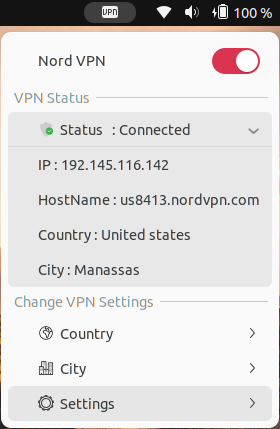 VPN
100 %
Nord VPN
VPN Status
Status : Connected
IP : 192.145.116.142
HostName : us8413.nordvpn.com
Country : United states
City : Manassas
Change VPN Settings
Country
City
Settings